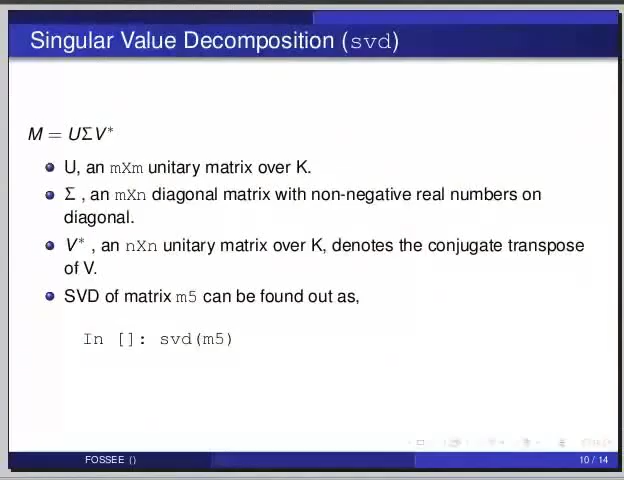 Singular Value Decomposition (svd)
M = UΣV*
U, an mXm unitary matrix over K.
Σ , an mXn diagonal matrix with non-negative real numbers on
diagonal.
V* , an nXn unitary matrix over K, denotes the conjugate transpose
of V.
SVD of matrix m5 can be found out as,
In []: svd(m5)
FOSSEE () 10 / 14